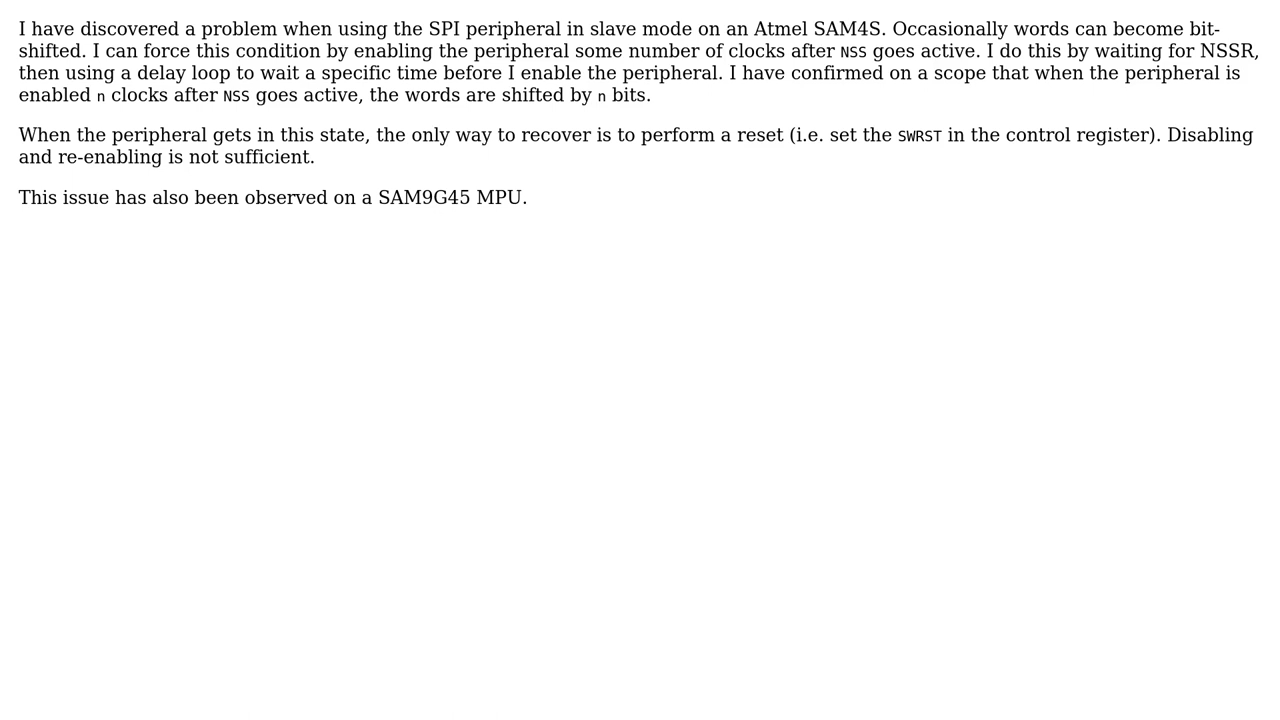 I have discovered a problem when using the SPI peripheral in slave mode on an Atmel SAM4S. Occasionally words can become bit-
shifted. I can force this condition by enabling the peripheral some number of clocks after NSS goes active. I do this by waiting for NSSR,
then using a delay loop to wait a specific time before I enable the peripheral. I have confirmed on a scope that when the peripheral is
enabled n clocks after NSS goes active, the words are shifted by n bits.
When the peripheral gets in this state, the only way to recover is to perform a reset (i.e. set the SWRST in the control register). Disabling
and re-enabling is not sufficient.
This issue has also been observed on a SAM9G45 MPU.